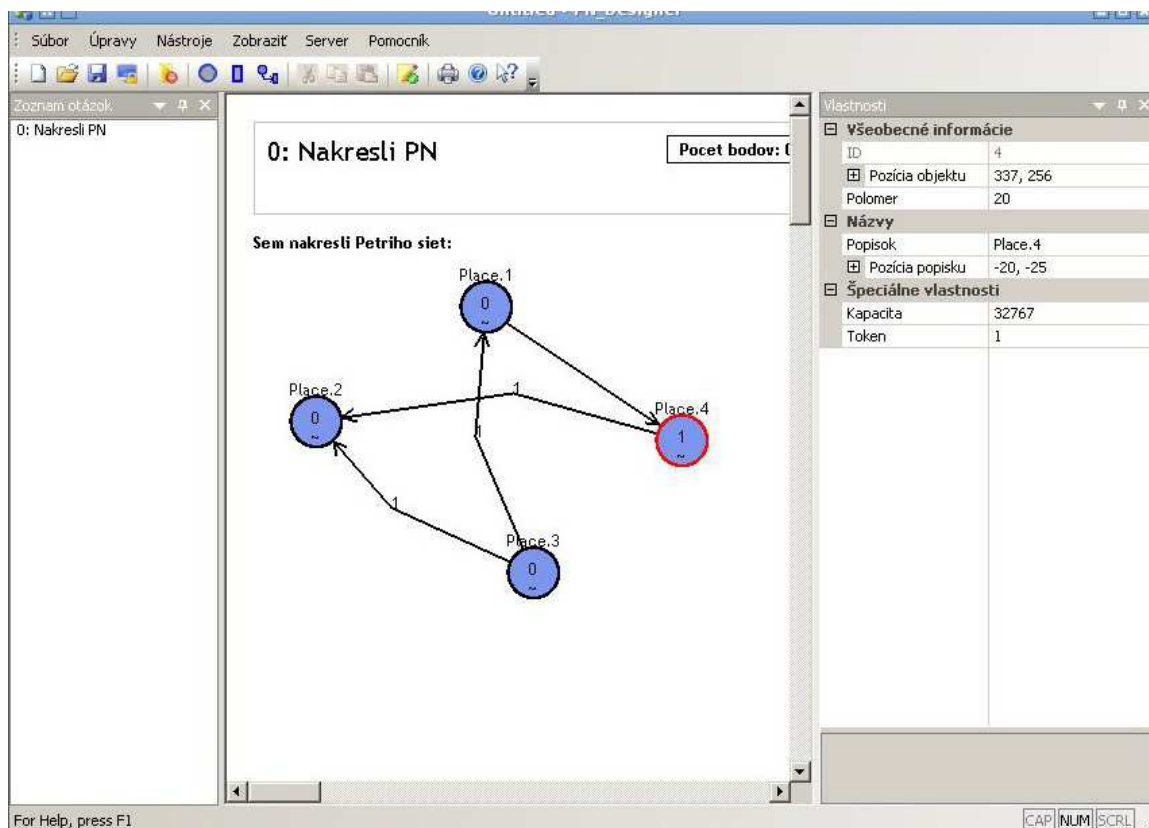 Untitled - PN_Designer
Súbor Úpravy Nástroje Zobraziť Server Pomocník
Zoznam otázok
0: Nakresli PN
0: Nakresli PN
Pocet bodov: 0
Sem nakresli Petriho siet:
Place.1
0
~
Place.2
0
~
1
Place.4
1
~
1
1
Place.3
0
~
Vlastnosti
Všeobecné informácie
ID 4
Pozícia objektu 337, 256
Polomer 20
Názvy
Popisok Place.4
Pozícia popisku -20, -25
Špeciálne vlastnosti
Kapacita 32767
Token 1
For Help, press F1
CAP NUM SCRL